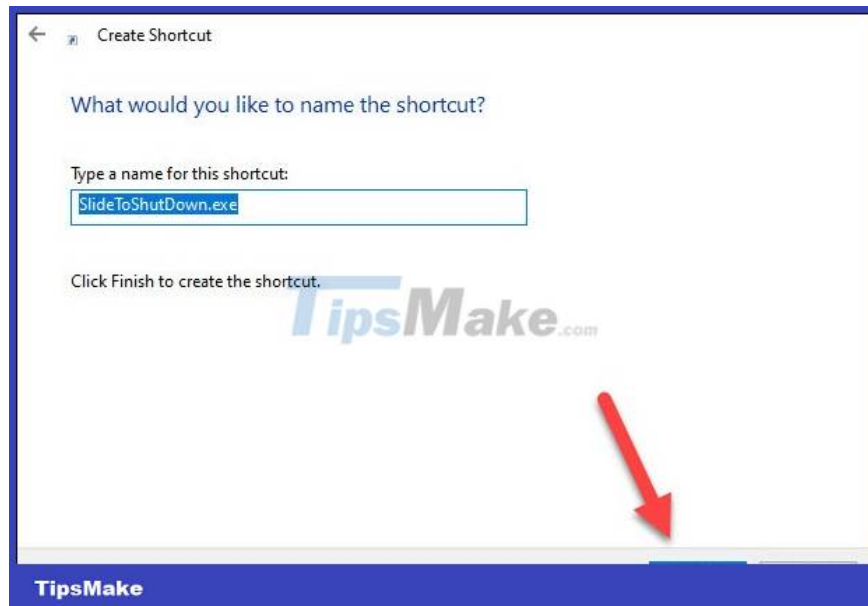 Create Shortcut
What would you like to name the shortcut?
Type a name for this shortcut:
SlideToShutDown.exe
Click Finish to create the shortcut.
TipsMake.com
TipsMake